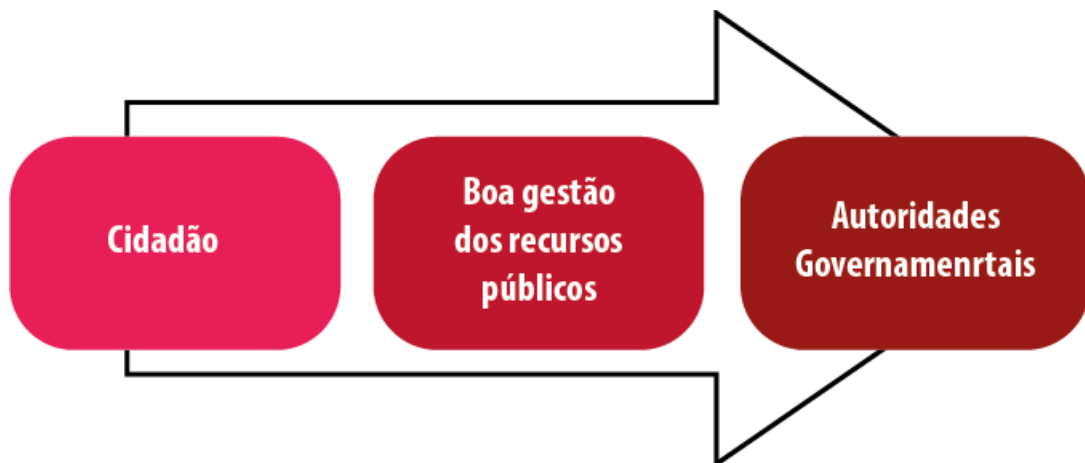 Cidadão
Boa gestão
dos recursos
públicos
Autoridades
Governamenrtais